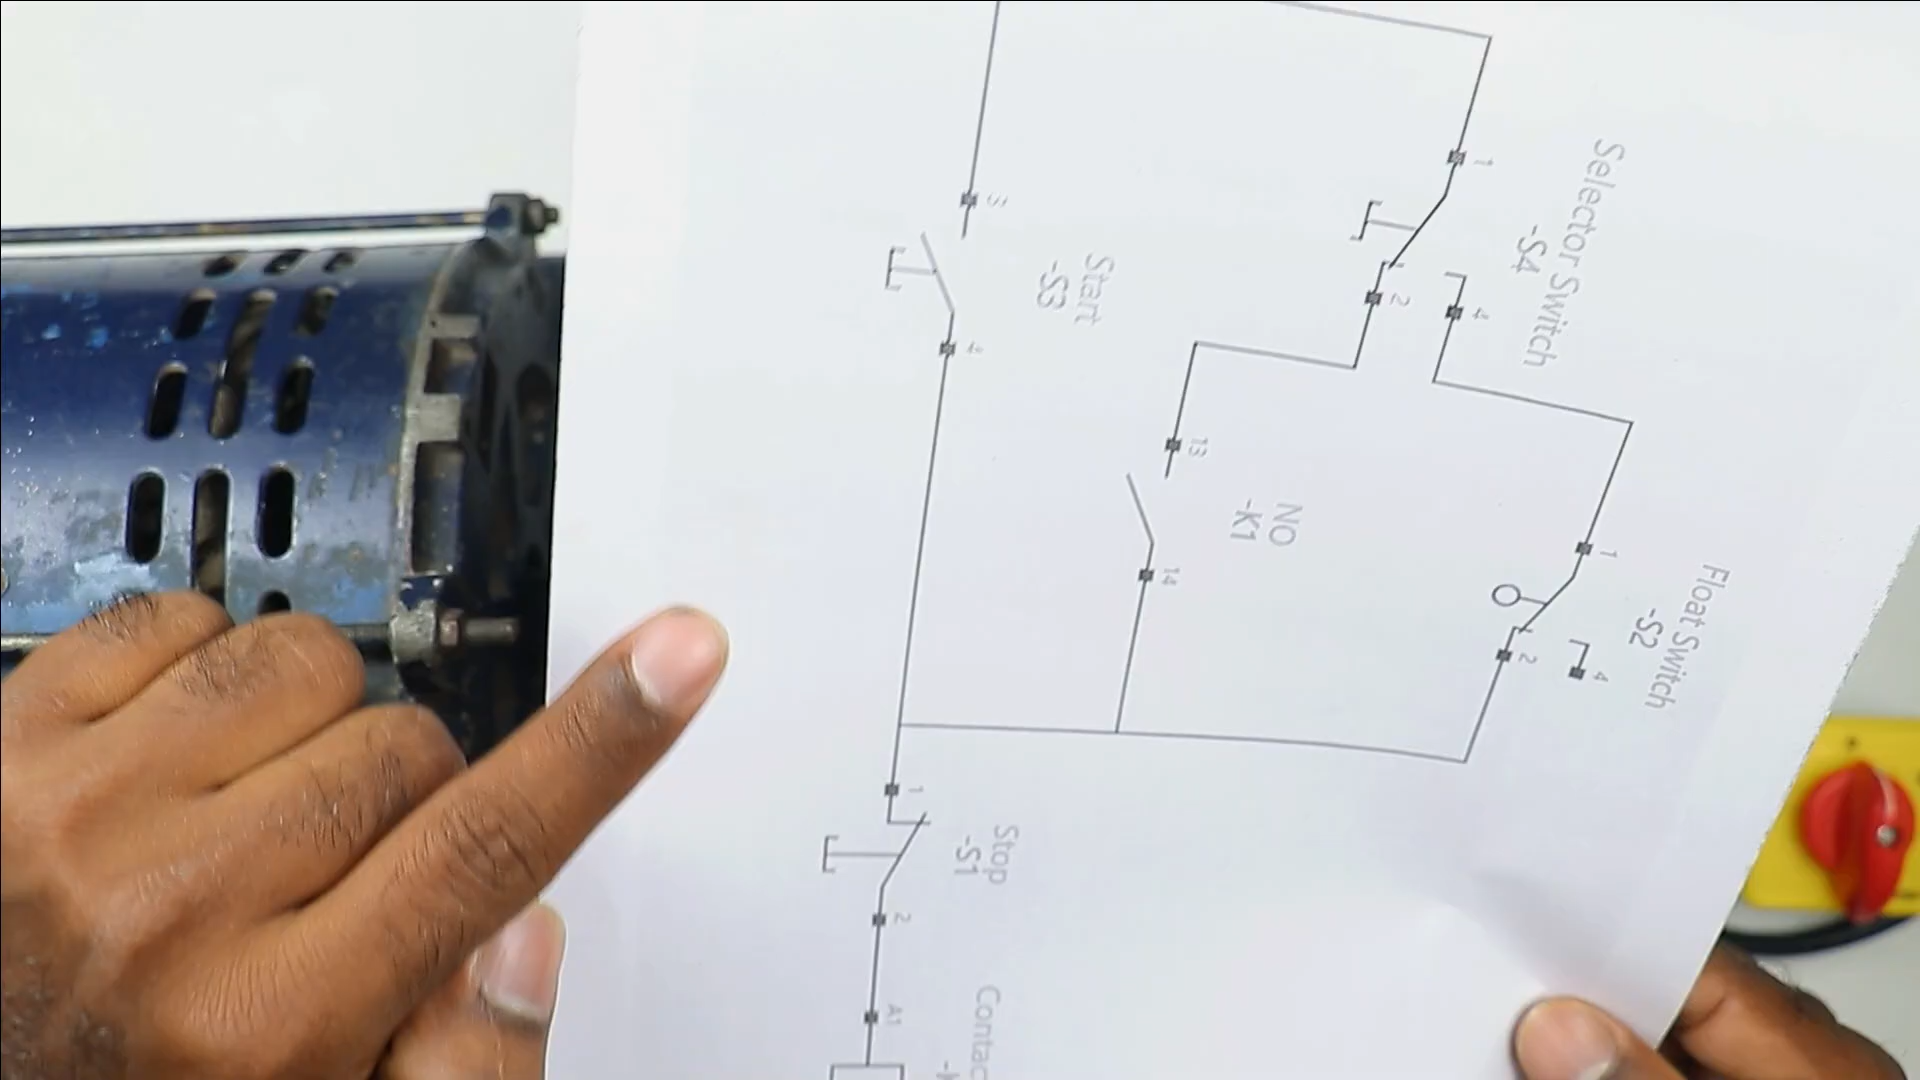 Selector Switch
-S4
1
2
4
3
4
Start
-S3
13
14
NO
-K1
Float Switch
-S2
1
2
4
Stop
-S1
1
2
A1
Contac